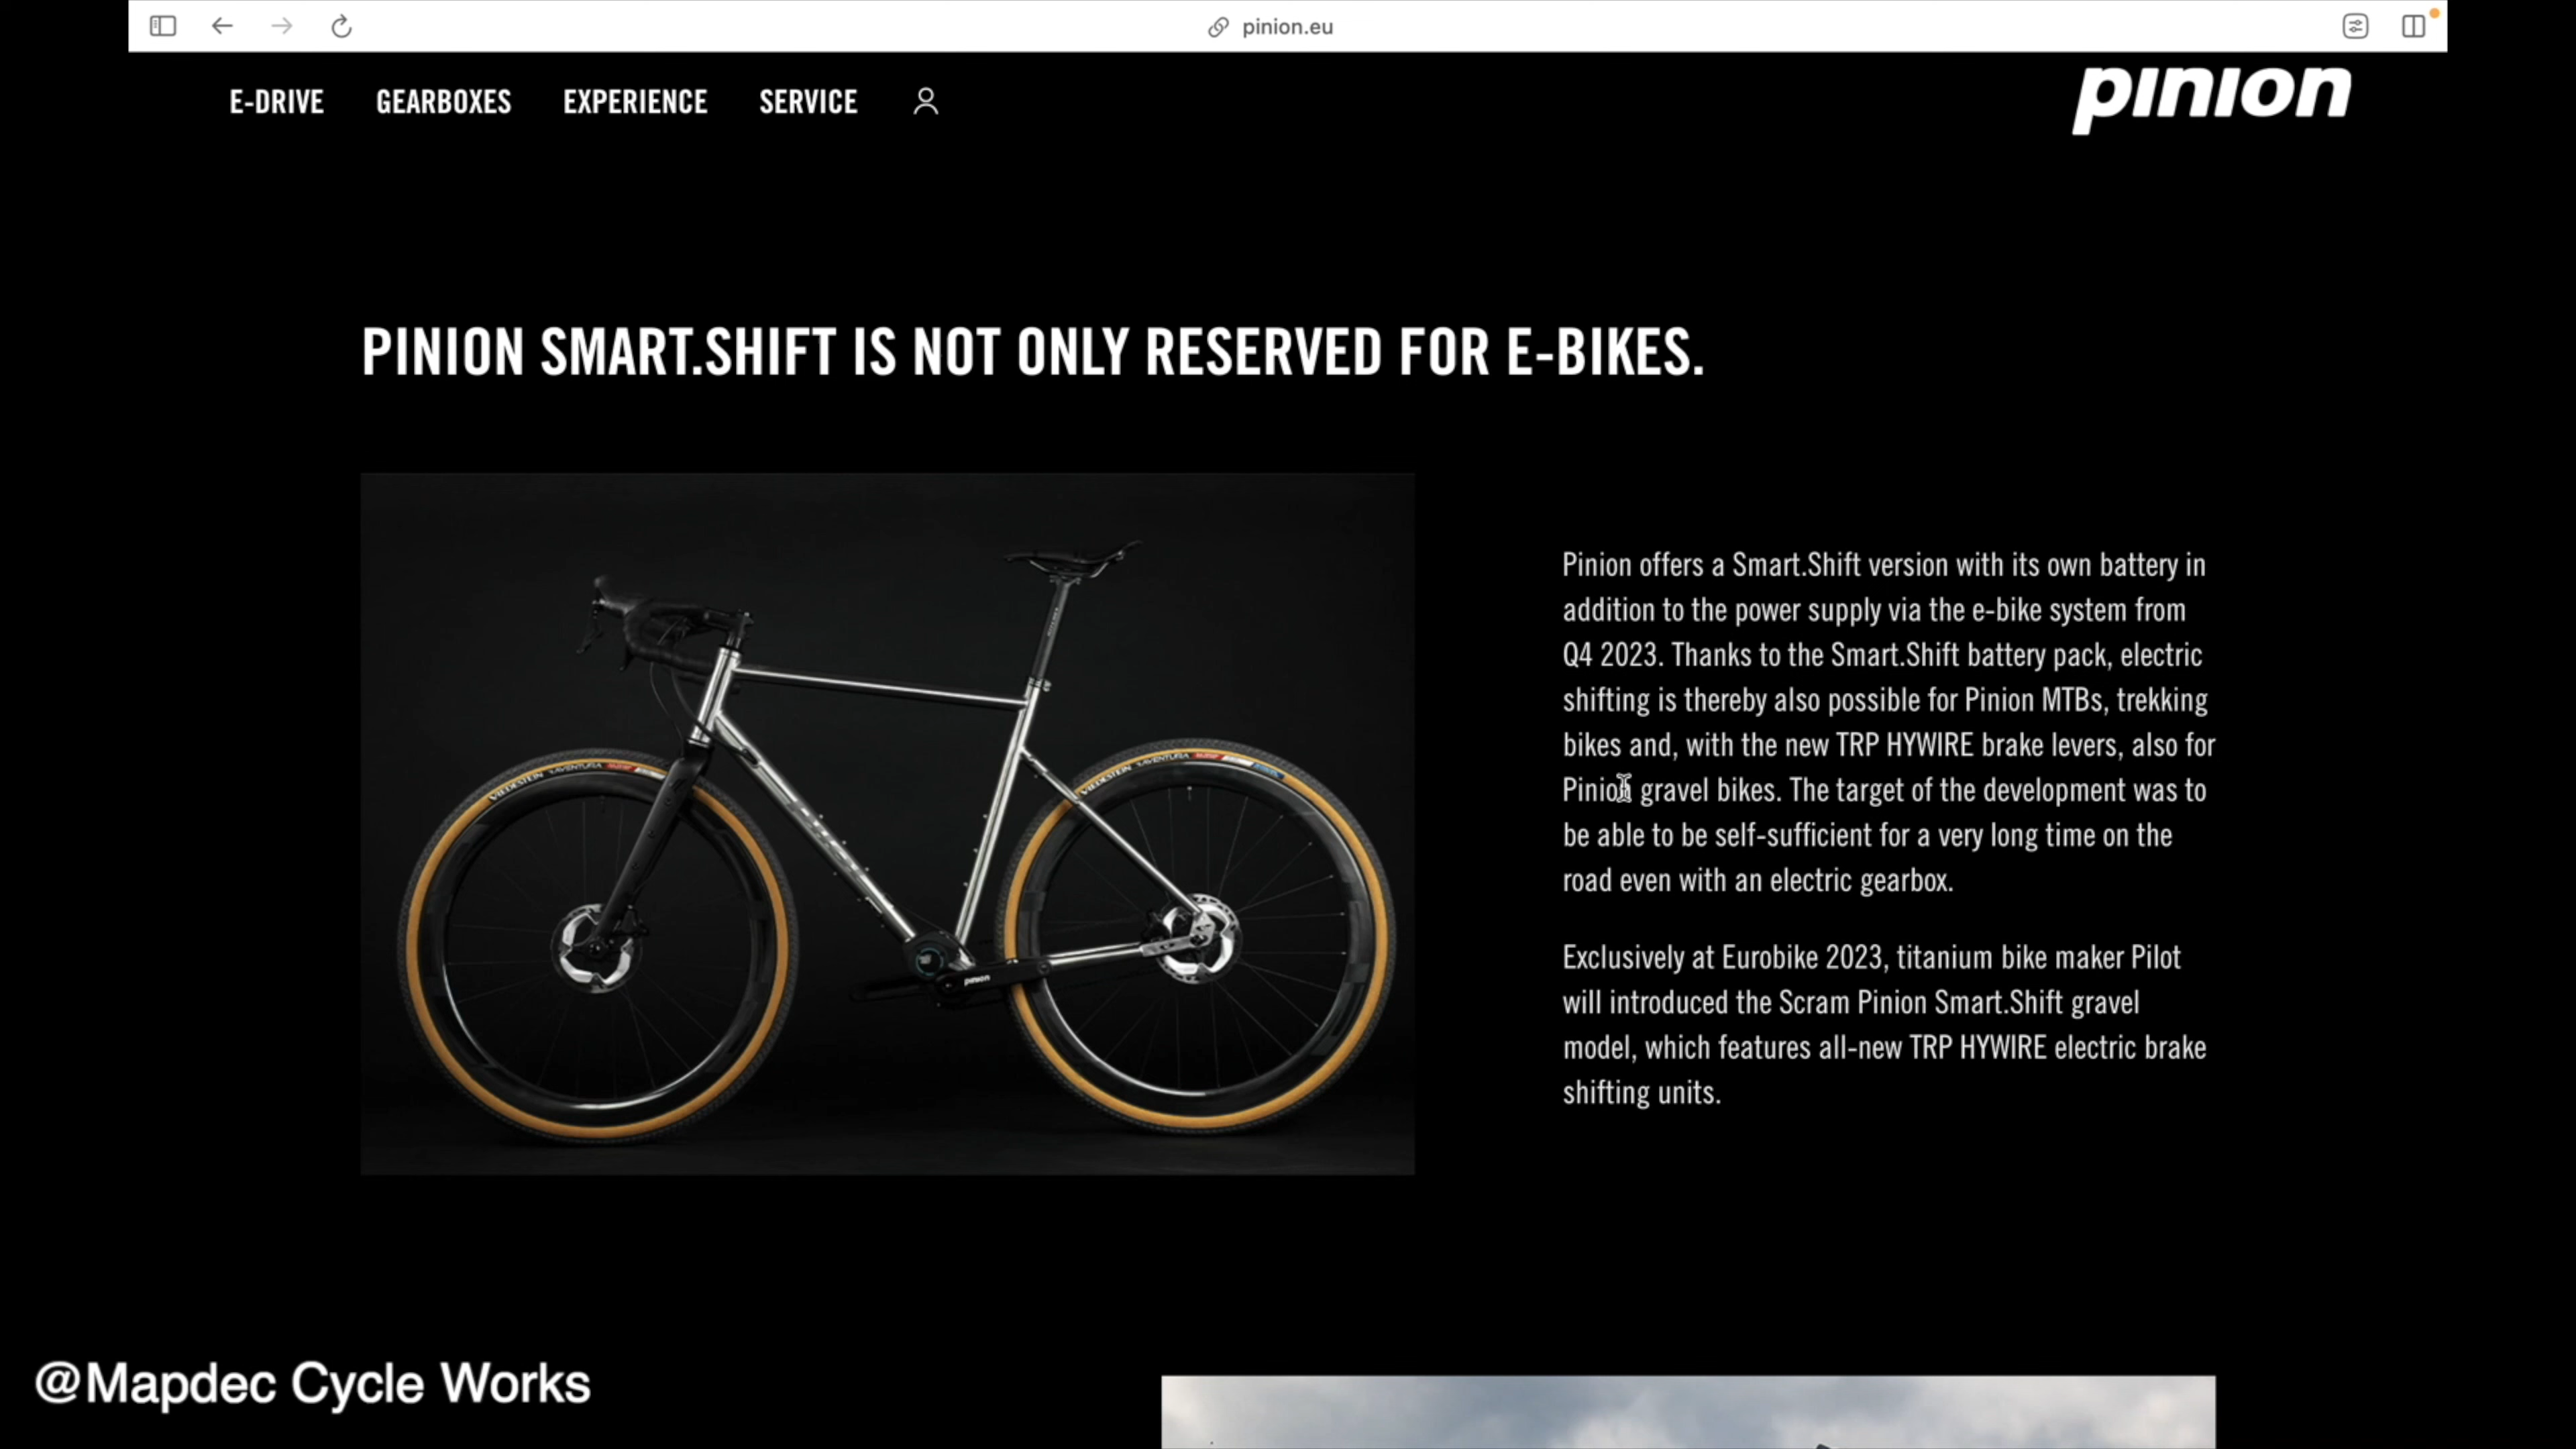 pinion.eu
E-DRIVE GEARBOXES EXPERIENCE SERVICE
pinion
PINION SMART.SHIFT IS NOT ONLY RESERVED FOR E-BIKES.
Pinion offers a Smart.Shift version with its own battery in
addition to the power supply via the e-bike system from
Q4 2023. Thanks to the Smart.Shift battery pack, electric
shifting is thereby also possible for Pinion MTBs, trekking
bikes and, with the new TRP HYWIRE brake levers, also for
Pinion gravel bikes. The target of the development was to
be able to be self-sufficient for a very long time on the
road even with an electric gearbox.
Exclusively at Eurobike 2023, titanium bike maker Pilot
will introduced the Scram Pinion Smart.Shift gravel
model, which features all-new TRP HYWIRE electric brake
shifting units.
VREDESTEIN AVENTURA
VREDESTEIN AVENTURA
pinion
@Mapdec Cycle Works